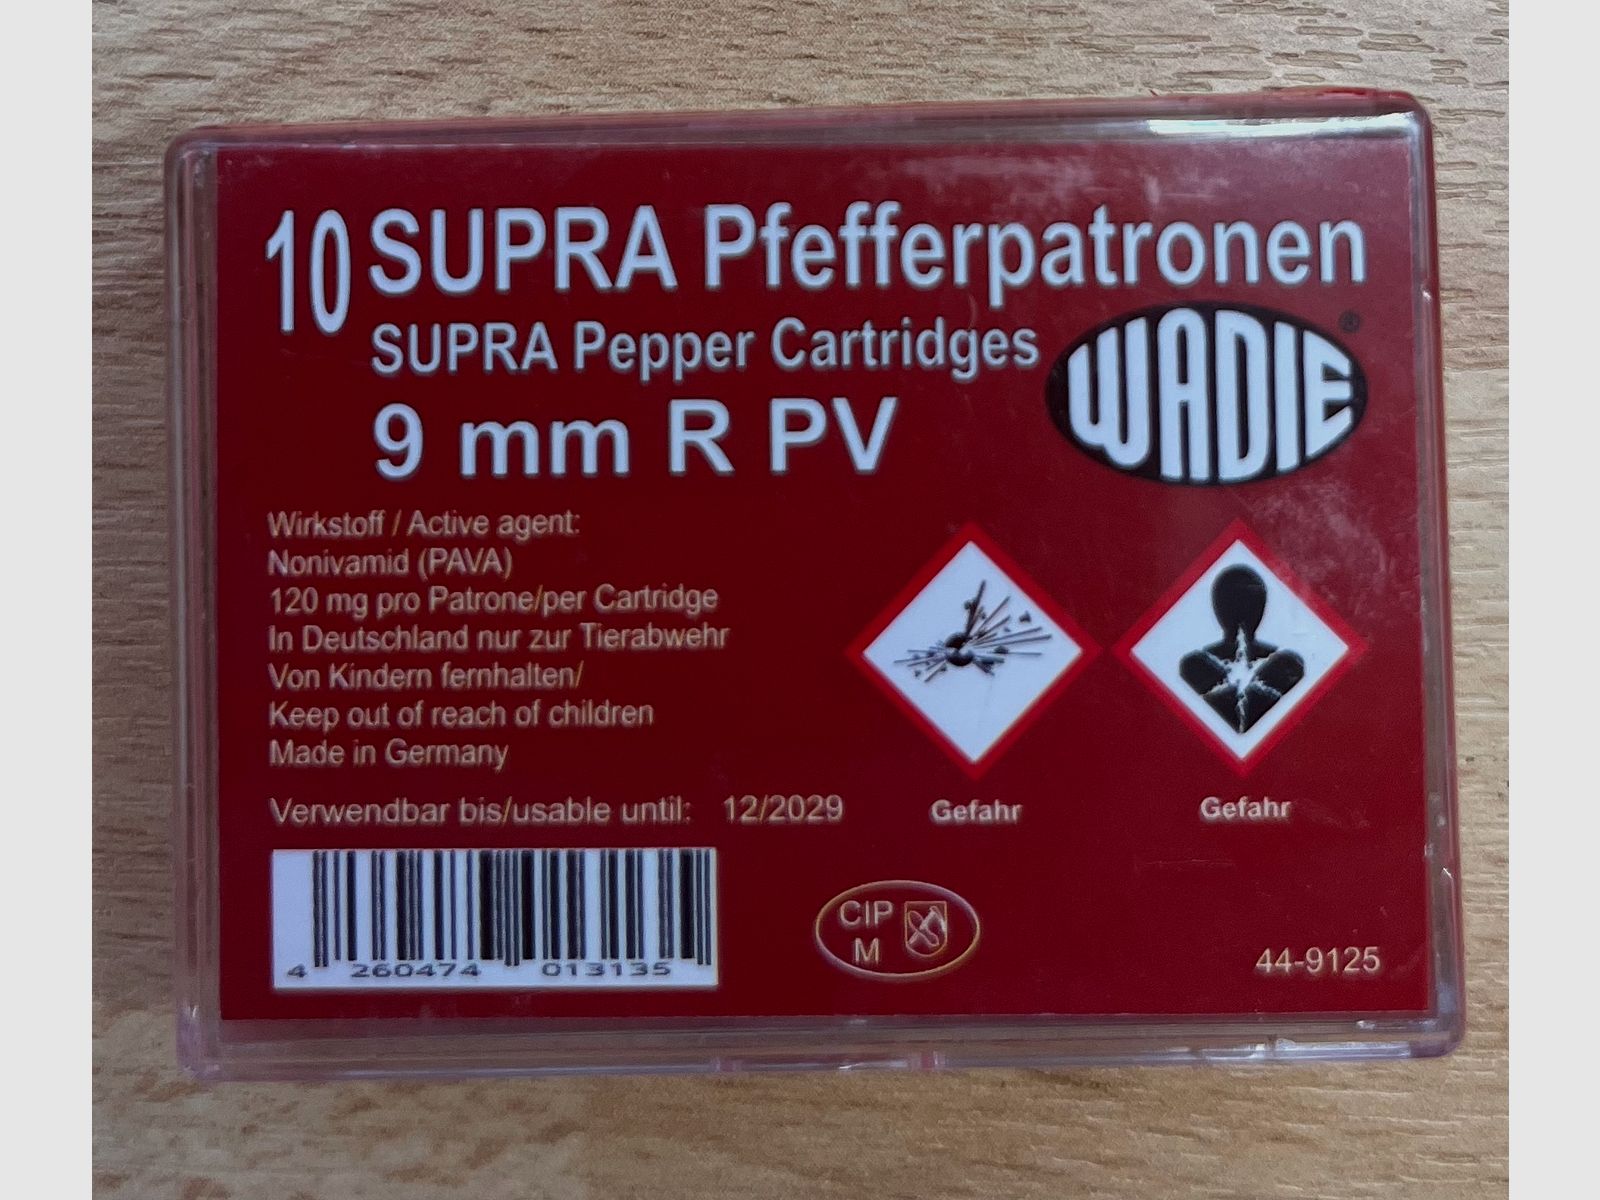 10 SUPRA Pfefferpatronen
SUPRA Pepper Cartridges
WADIE ®
9 mm R PV
Wirkstoff / Active agent:
Nonivamid (PAVA)
120 mg pro Patrone/per Cartridge
In Deutschland nur zur Tierabwehr
Von Kindern fernhalten/
Keep out of reach of children
Made in Germany
Verwendbar bis/usable until: 12/2029
Gefahr
Gefahr
4 260474 013135
CIP
M
44-9125